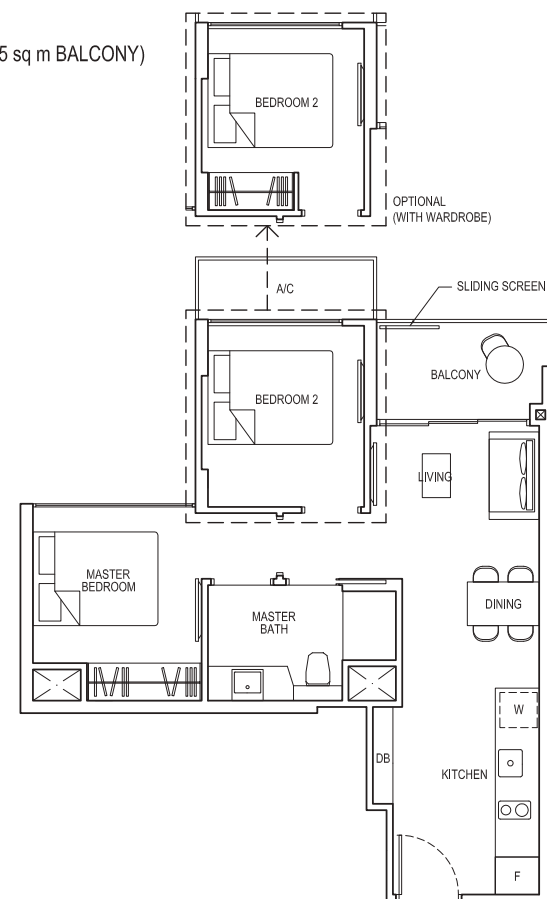 5 sq m BALCONY)
BEDROOM 2
OPTIONAL
(WITH WARDROBE)
A/C
SLIDING SCREEN
BEDROOM 2
BALCONY
LIVING
MASTER
BEDROOM
MASTER
BATH
DINING
W
DB
KITCHEN
F